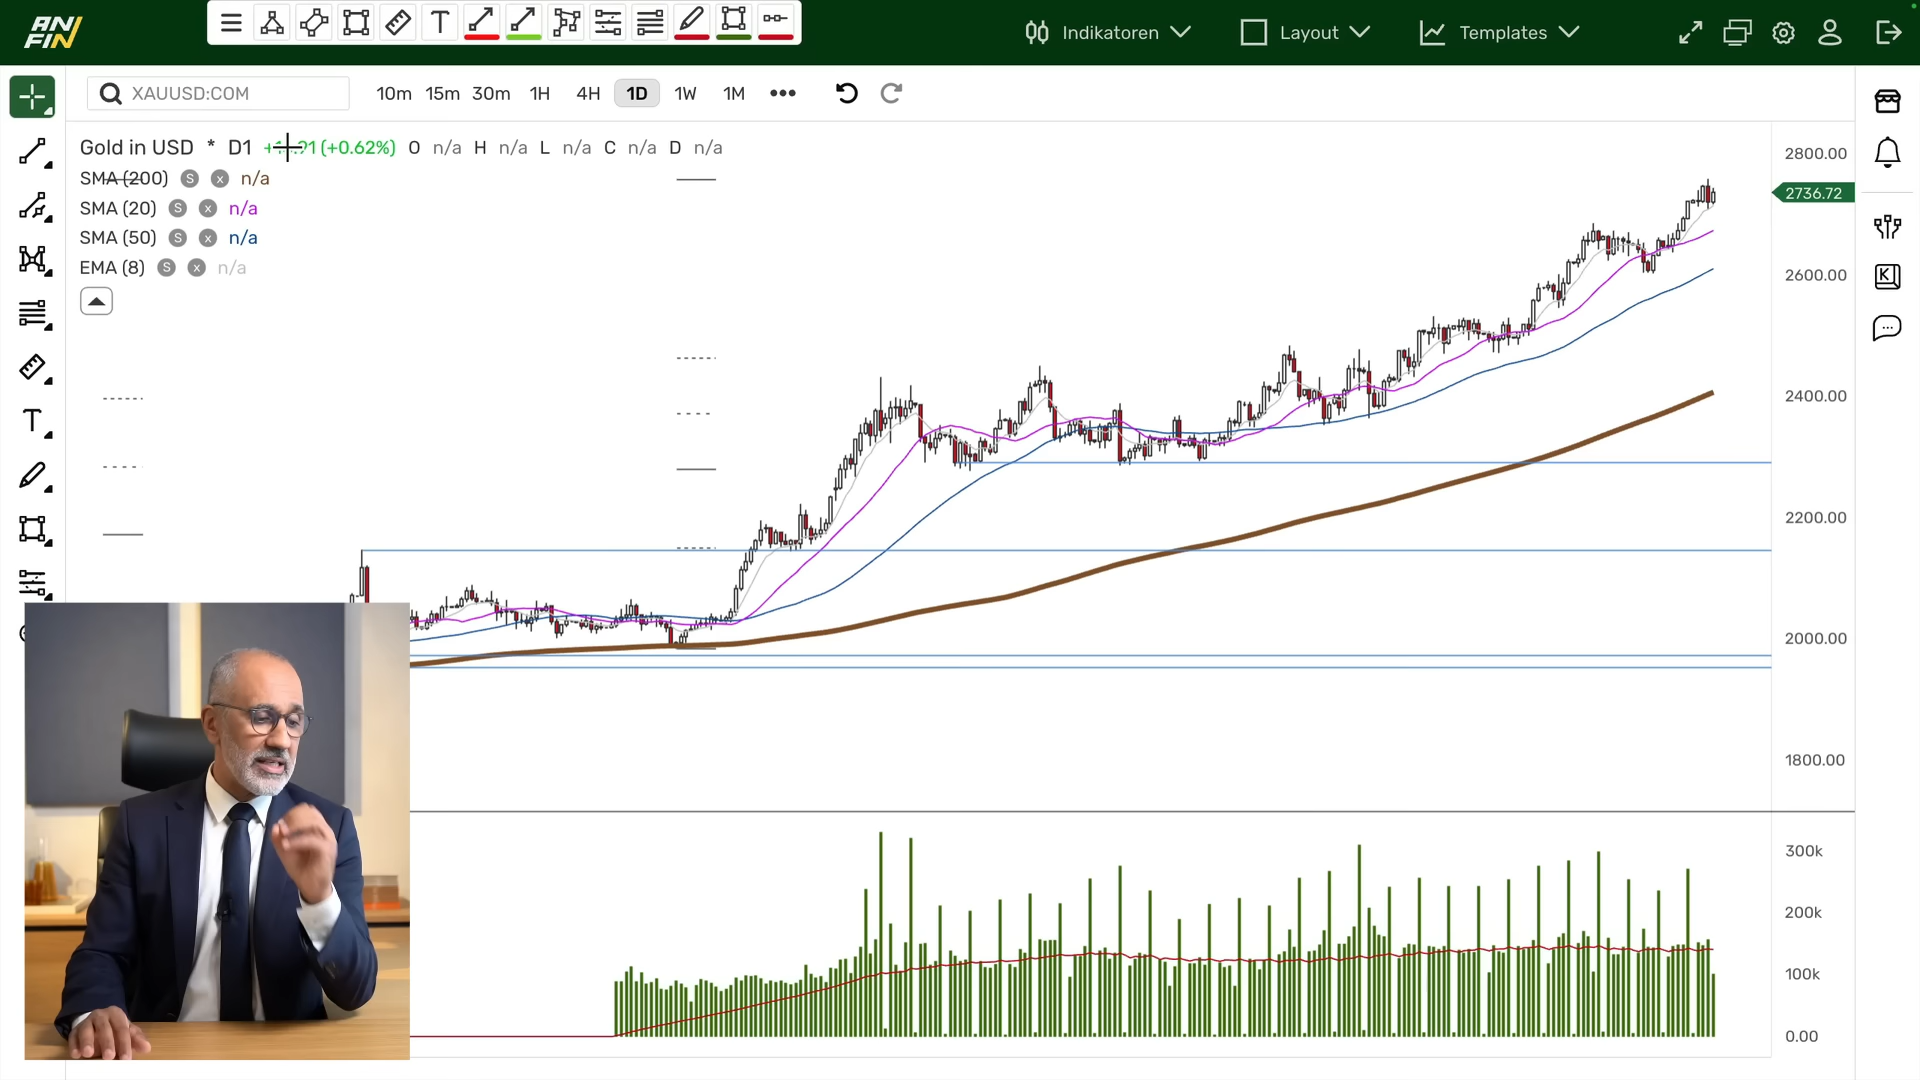 ANFIN
Indikatoren
Layout
Templates
XAUUSD:COM
10m 15m 30m 1H 4H 1D 1W 1M
Gold in USD * D1 (+0.62%) O n/a H n/a L n/a C n/a D n/a
SMA (200) S x n/a
SMA (20) S x n/a
SMA (50) S x n/a
EMA (8) S x n/a
T
T
K
2800.00
2736.72
2600.00
2400.00
2200.00
2000.00
1800.00
300k
200k
100k
0.00